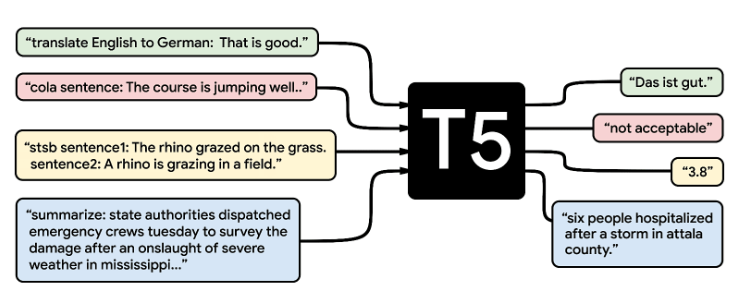 “translate English to German: That is good.”
“cola sentence: The course is jumping well..”
“stsb sentence1: The rhino grazed on the grass.
sentence2: A rhino is grazing in a field.”
“summarize: state authorities dispatched
emergency crews tuesday to survey the
damage after an onslaught of severe
weather in mississippi...”
T5
“Das ist gut.”
“not acceptable”
“3.8”
“six people hospitalized
after a storm in attala
county.”